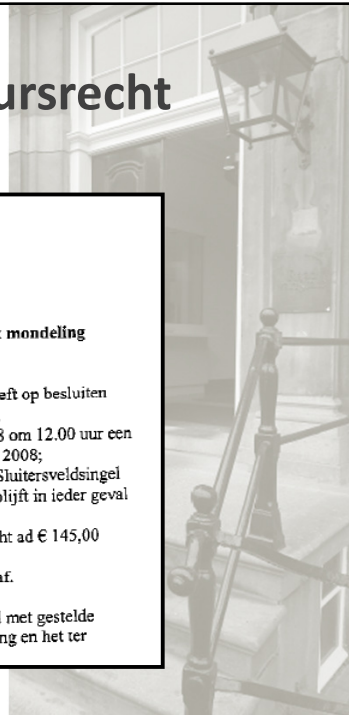 ursrecht
mondeling
eft op besluiten
8 om 12.00 uur een
2008;
Sluitersveldsingel
olijft in ieder geval
ht ad € 145,00
af.
met gestelde
ng en het ter